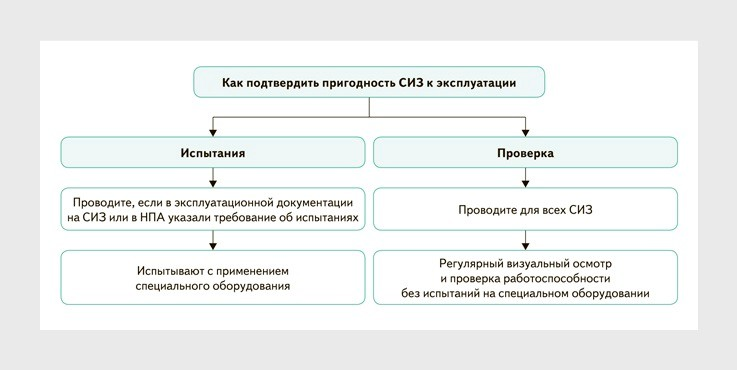 Как подтвердить пригодность СИЗ к эксплуатации
Испытания
Проверка
Проводите, если в эксплуатационной документации
на СИЗ или в НПА указали требование об испытаниях
Проводите для всех СИЗ
Испытывают с применением
специального оборудования
Регулярный визуальный осмотр
и проверка работоспособности
без испытаний на специальном оборудовании